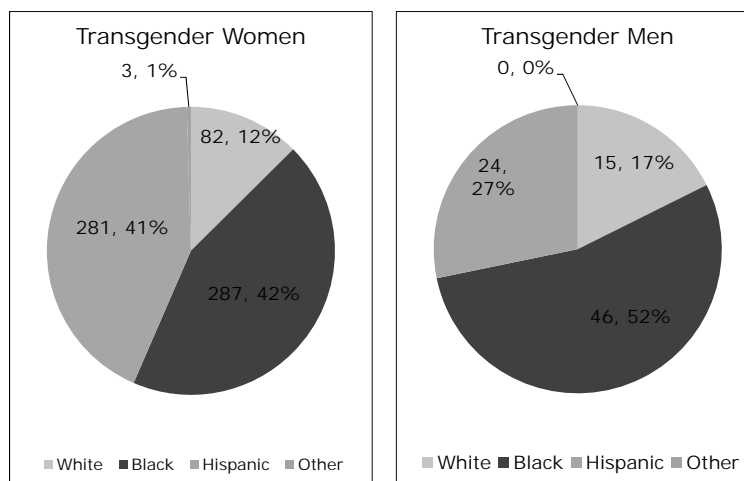 Transgender Women
3, 1%
82, 12%
281, 41%
287, 42%
White Black Hispanic Other
Transgender Men
0, 0%
24,
27%
15, 17%
46, 52%
White Black Hispanic Other